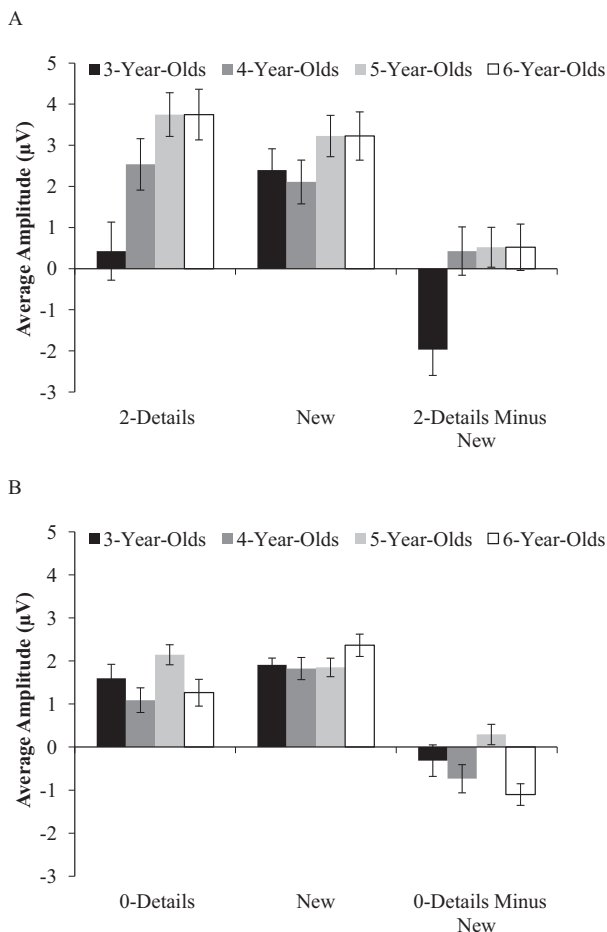 A
5
3-Year-Olds 4-Year-Olds 5-Year-Olds 6-Year-Olds
4
3
2
1
0
-1
-2
-3
Average Amplitude (µV)
2-Details New 2-Details Minus
New
B
5
3-Year-Olds 4-Year-Olds 5-Year-Olds 6-Year-Olds
4
3
2
1
0
-1
-2
-3
Average Amplitude (µV)
0-Details New 0-Details Minus
New